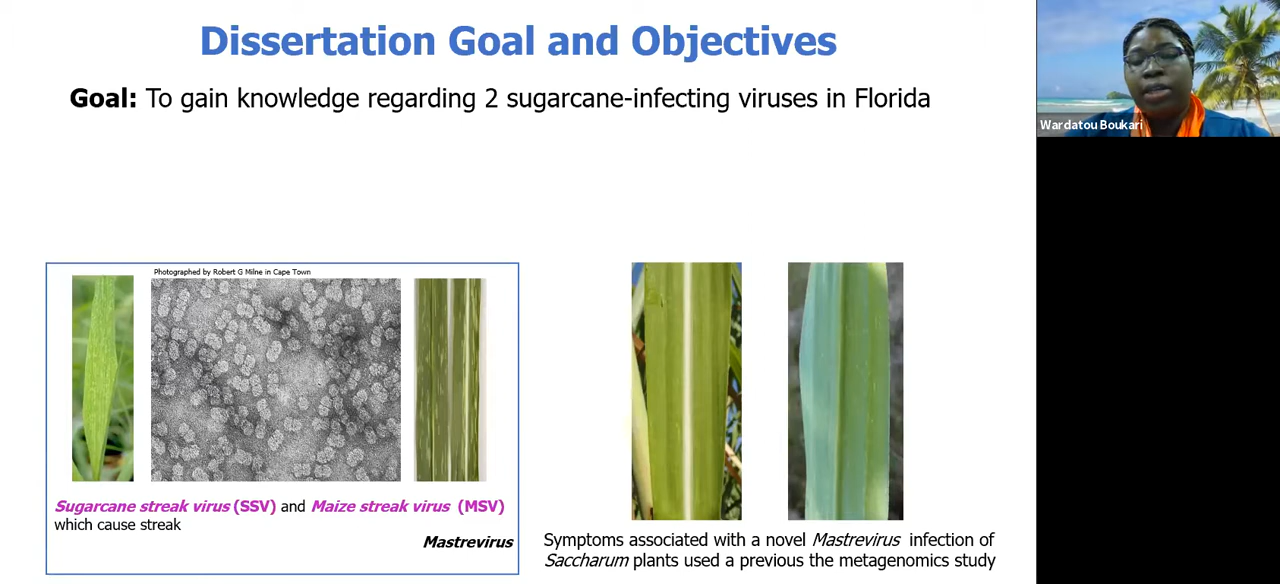 Dissertation Goal and Objectives
Goal: To gain knowledge regarding 2 sugarcane-infecting viruses in Florida
Wardatou Boukari
Photographed by Robert G Milne in Cape Town
Sugarcane streak virus (SSV) and Maize streak virus (MSV)
which cause streak
Mastrevirus
Symptoms associated with a novel Mastrevirus infection of
Saccharum plants used a previous the metagenomics study